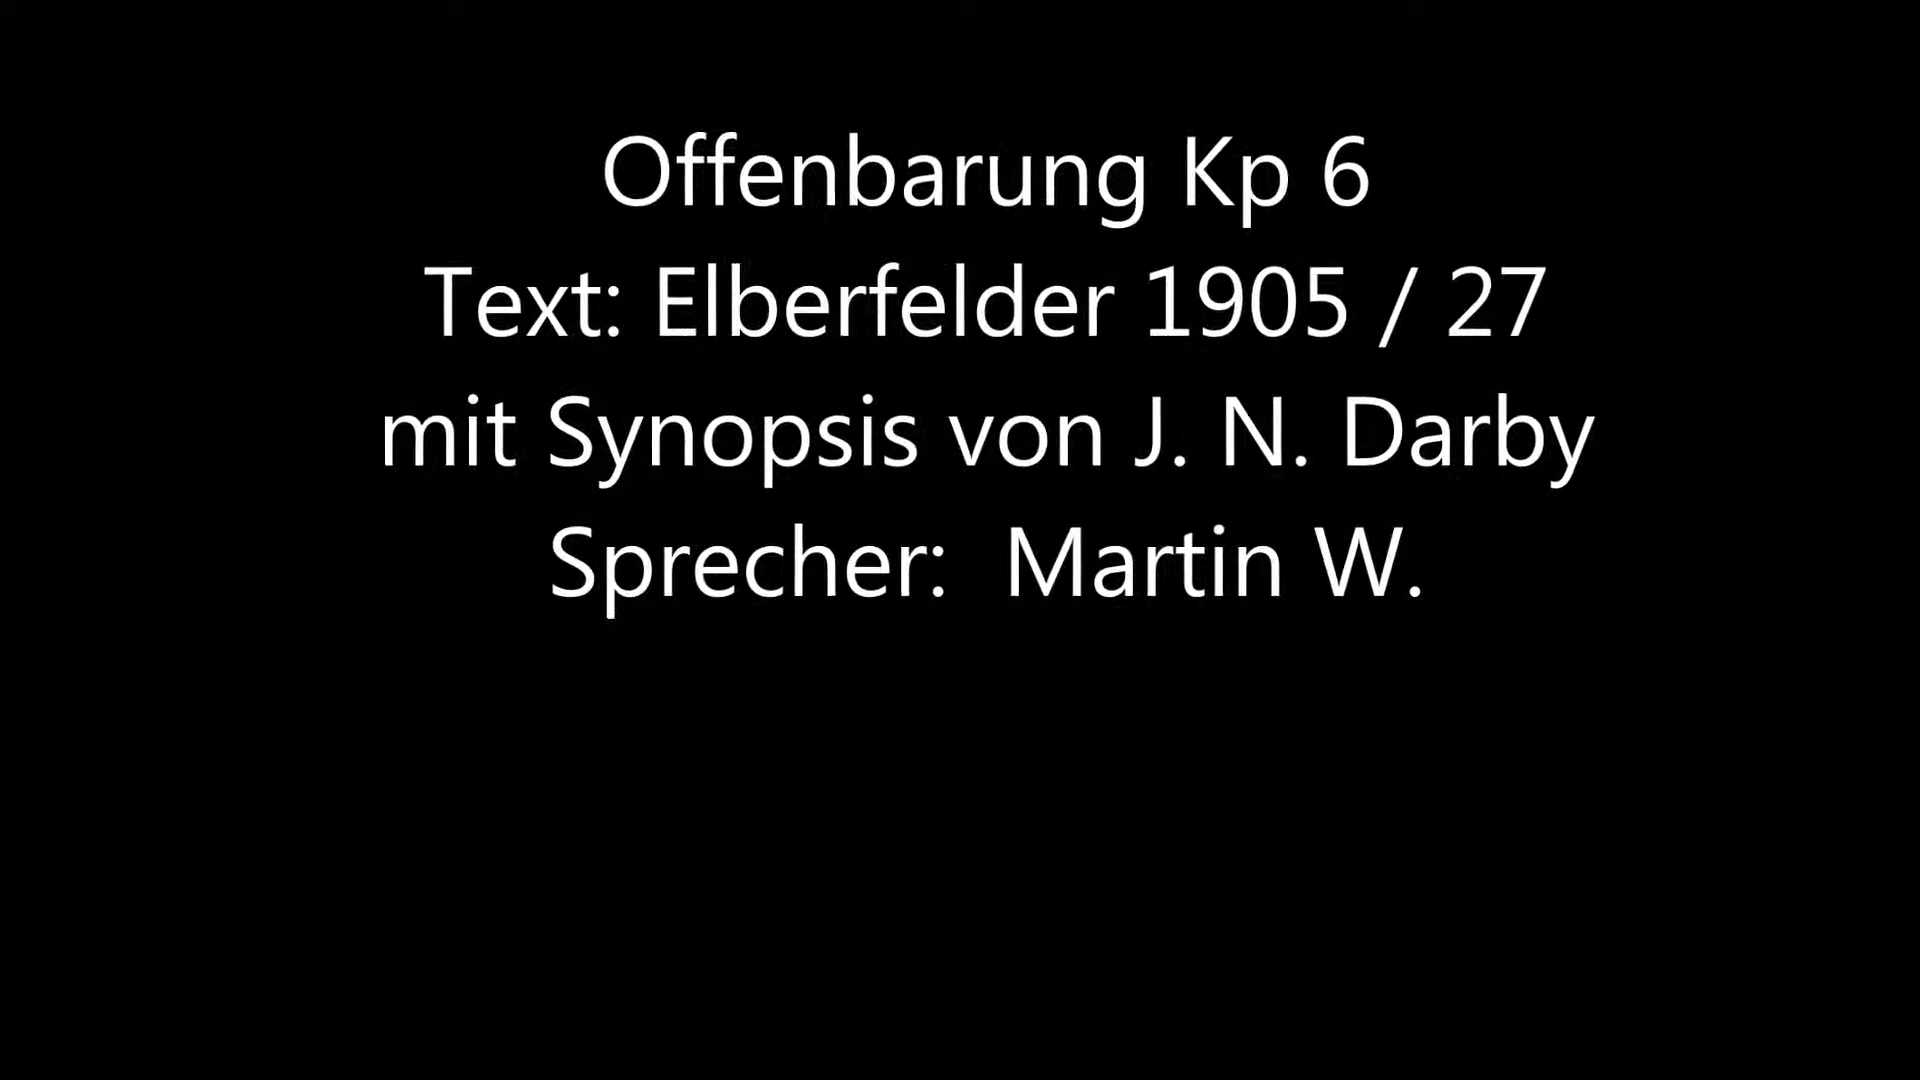 Offenbarung Kp 6
Text: Elberfelder 1905 / 27
mit Synopsis von J. N. Darby
Sprecher:  Martin W.